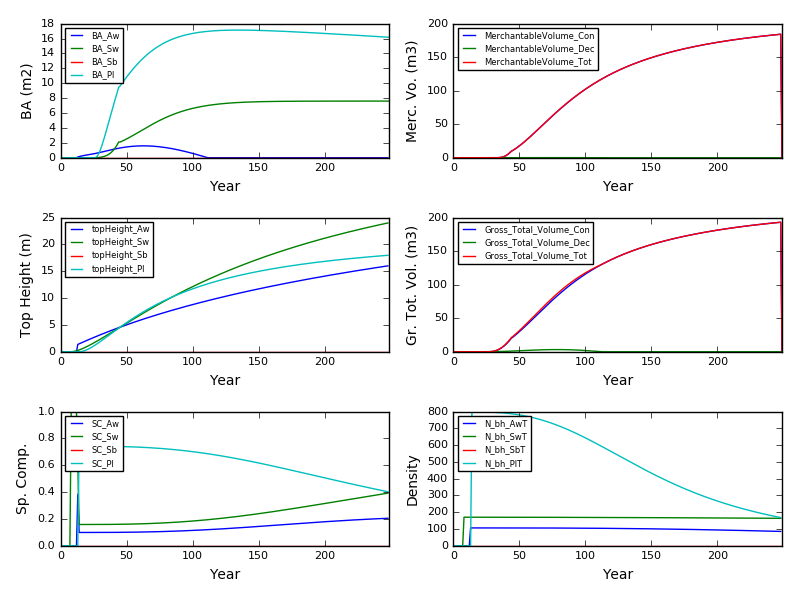 BA (m2)
18
16
14
12
10
8
6
4
2
0
BA_Aw
BA_Sw
BA_Sb
BA_Pl
0 50 100 150 200
Year
Merc. Vo. (m3)
200
150
100
50
0
MerchantableVolume_Con
MerchantableVolume_Dec
MerchantableVolume_Tot
0 50 100 150 200
Year
Top Height (m)
25
20
15
10
5
0
topHeight_Aw
topHeight_Sw
topHeight_Sb
topHeight_Pl
0 50 100 150 200
Year
Gr. Tot. Vol. (m3)
200
150
100
50
0
Gross_Total_Volume_Con
Gross_Total_Volume_Dec
Gross_Total_Volume_Tot
0 50 100 150 200
Year
Sp. Comp.
1.0
0.8
0.6
0.4
0.2
0.0
SC_Aw
SC_Sw
SC_Sb
SC_Pl
0 50 100 150 200
Year
Density
800
700
600
500
400
300
200
100
0
N_bh_AwT
N_bh_SwT
N_bh_SbT
N_bh_PlT
0 50 100 150 200
Year